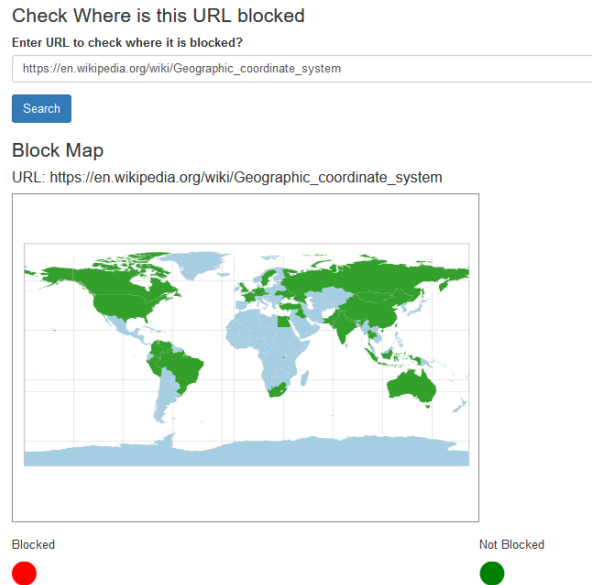 Check Where is this URL blocked
Enter URL to check where it is blocked?
https://en.wikipedia.org/wiki/Geographic_coordinate_system
Search
Block Map
URL: https://en.wikipedia.org/wiki/Geographic_coordinate_system
Blocked
Not Blocked